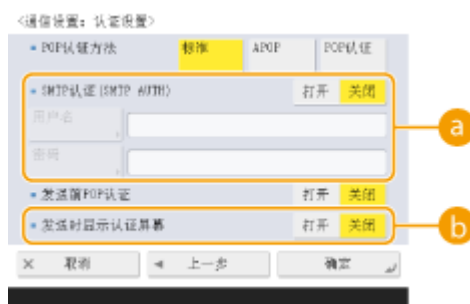 <通信设置：认证设置>
POP认证方法 标准 APOP POP认证
SMTP认证(SMTP AUTH) 打开 关闭
用户名
a
密码
发送前POP认证 打开 关闭
发送时显示认证屏幕 打开 关闭 b
× 取消 ◄ 上一步 确定